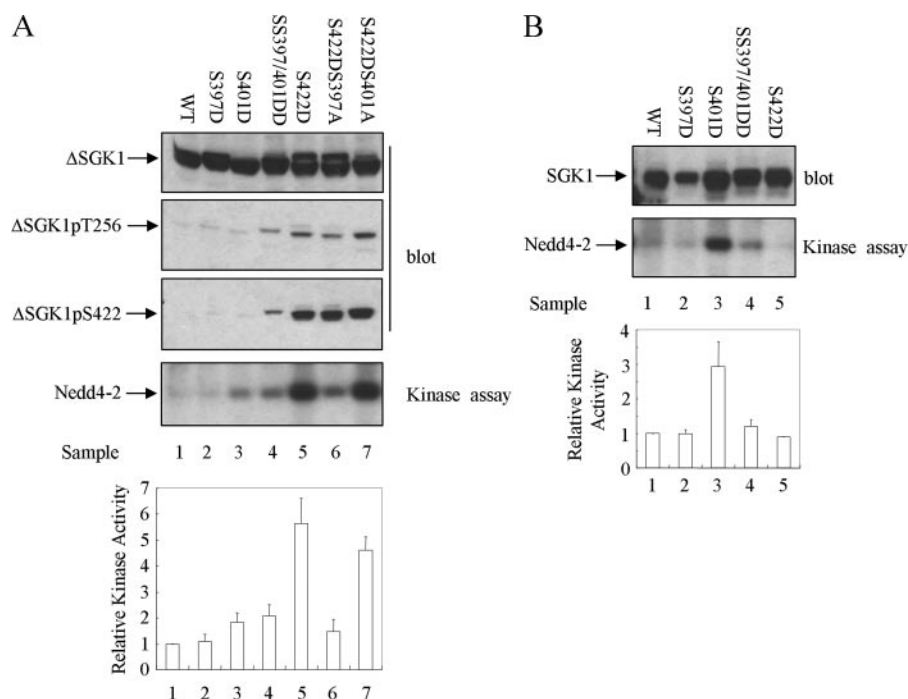 A
WT
S397D
S401D
SS397/401DD
S422D
S422DS397A
S422DS401A
ΔSGK1
ΔSGK1pT256
ΔSGK1pS422
blot
Nedd4-2
Kinase assay
Sample 1 2 3 4 5 6 7
Relative Kinase Activity
7
6
5
4
3
2
1
0
1 2 3 4 5 6 7
B
WT
S397D
S401D
SS397/401DD
S422D
SGK1
blot
Nedd4-2
Kinase assay
Sample 1 2 3 4 5
Relative Kinase
Activity
4
3
2
1
0
1 2 3 4 5